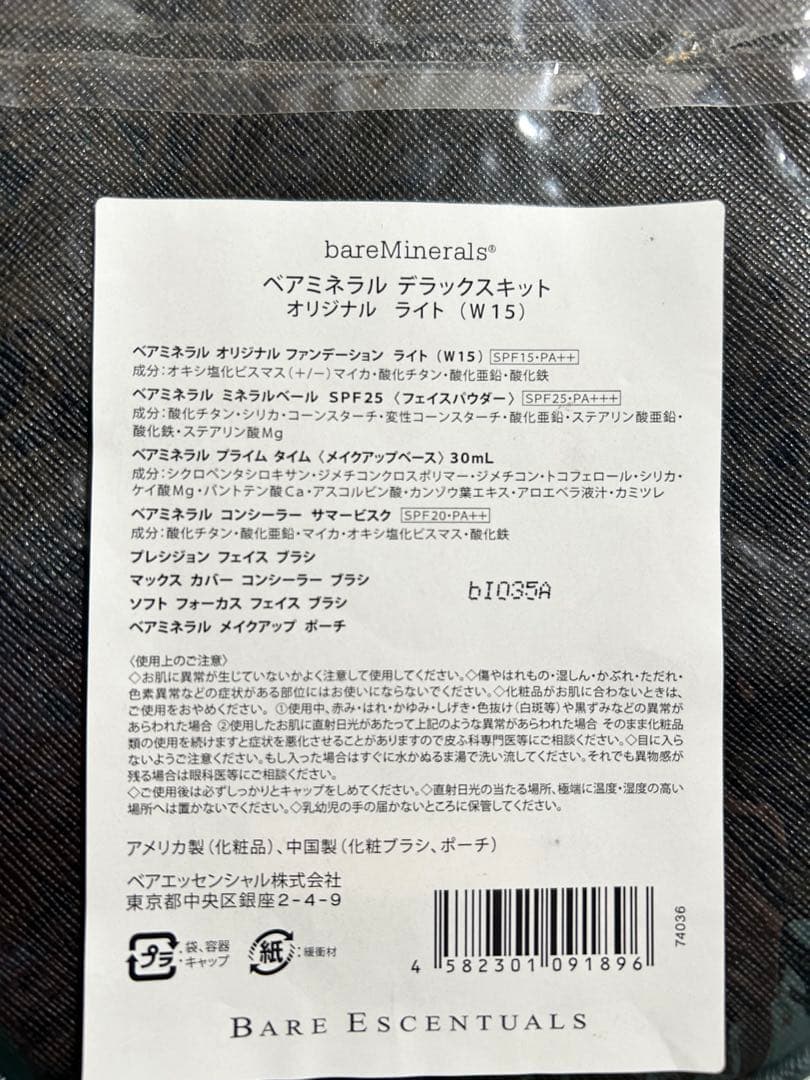 bareMinerals®
ベアミネラル デラックスキット
オリジナル ライト（W15）
ベアミネラル オリジナル ファンデーション ライト（W15） SPF15・PA++
成分：オキシ塩化ビスマス（+/−）マイカ・酸化チタン・酸化亜鉛・酸化鉄
ベアミネラル ミネラルベール SPF25 〈フェイスパウダー〉 SPF25・PA+++
成分：酸化チタン・シリカ・コーンスターチ・変性コーンスターチ・酸化亜鉛・ステアリン酸亜鉛・
酸化鉄・ステアリン酸Mg
ベアミネラル プライム タイム〈メイクアップベース〉30mL
成分：シクロペンタシロキサン・ジメチコンクロスポリマー・ジメチコン・トコフェロール・シリカ・
ケイ酸Mg・パントテン酸Ca・アスコルビン酸・カンゾウ葉エキス・アロエベラ液汁・カミツレ
ベアミネラル コンシーラー サマービスク SPF20・PA++
成分：酸化チタン・酸化亜鉛・マイカ・オキシ塩化ビスマス・酸化鉄
プレシジョン フェイス ブラシ
マックス カバー コンシーラー ブラシ
ソフト フォーカス フェイス ブラシ
ベアミネラル メイクアップ ポーチ
bI035A
〈使用上のご注意〉
◇お肌に異常が生じていないかよく注意して使用してください。◇傷やはれもの・湿しん・かぶれ・ただれ・
色素異常などの症状がある部位にはお使いにならないでください。◇化粧品がお肌に合わないときは、
ご使用をおやめください。①使用中、赤み・はれ・かゆみ・しげき・色抜け（白斑等）や黒ずみなどの異常が
あらわれた場合 ②使用したお肌に直射日光があたって上記のような異常があらわれた場合 そのまま化粧品
類の使用を続けますと症状を悪化させることがありますので皮ふ科専門医等にご相談ください。◇目に入ら
ないようご注意ください。もし入った場合はすぐに水かぬるま湯で洗い流してください。それでも異物感が
残る場合は眼科医等にご相談ください。
◇ご使用後は必ずしっかりとキャップをしめてください。◇直射日光の当たる場所、極端に温度・湿度の高い
場所へは置かないでください。◇乳幼児の手の届かないところに保管してください。
アメリカ製（化粧品）、中国製（化粧ブラシ、ポーチ）
ベアエッセンシャル株式会社
東京都中央区銀座2-4-9
プラ：袋、容器
・キャップ
紙：緩衝材
4 582301 091896
74036
BARE ESCENTUALS